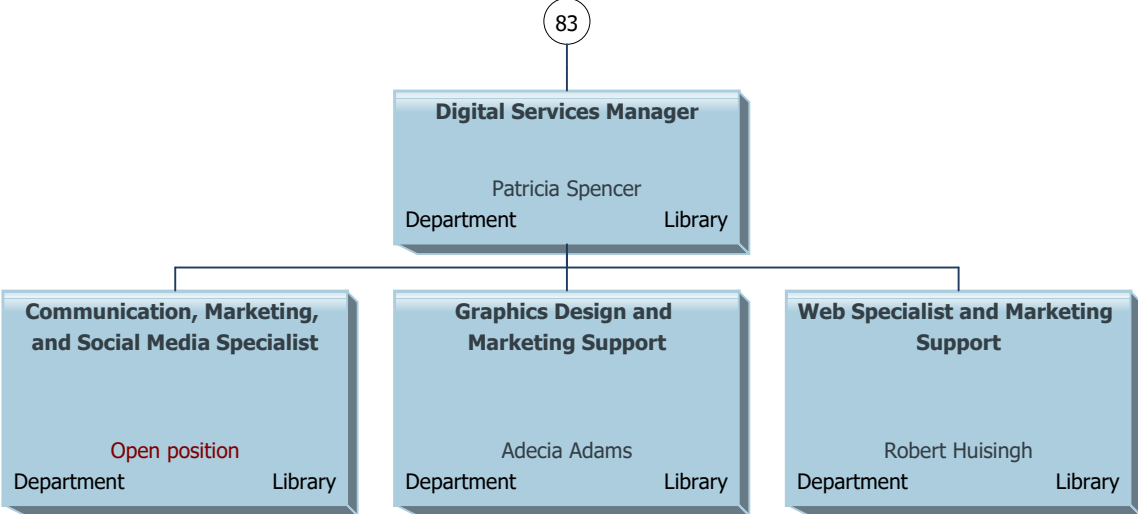 83
Digital Services Manager
Patricia Spencer
Department Library
Communication, Marketing,
and Social Media Specialist
Open position
Department Library
Graphics Design and
Marketing Support
Adecia Adams
Department Library
Web Specialist and Marketing
Support
Robert Huisingh
Department Library